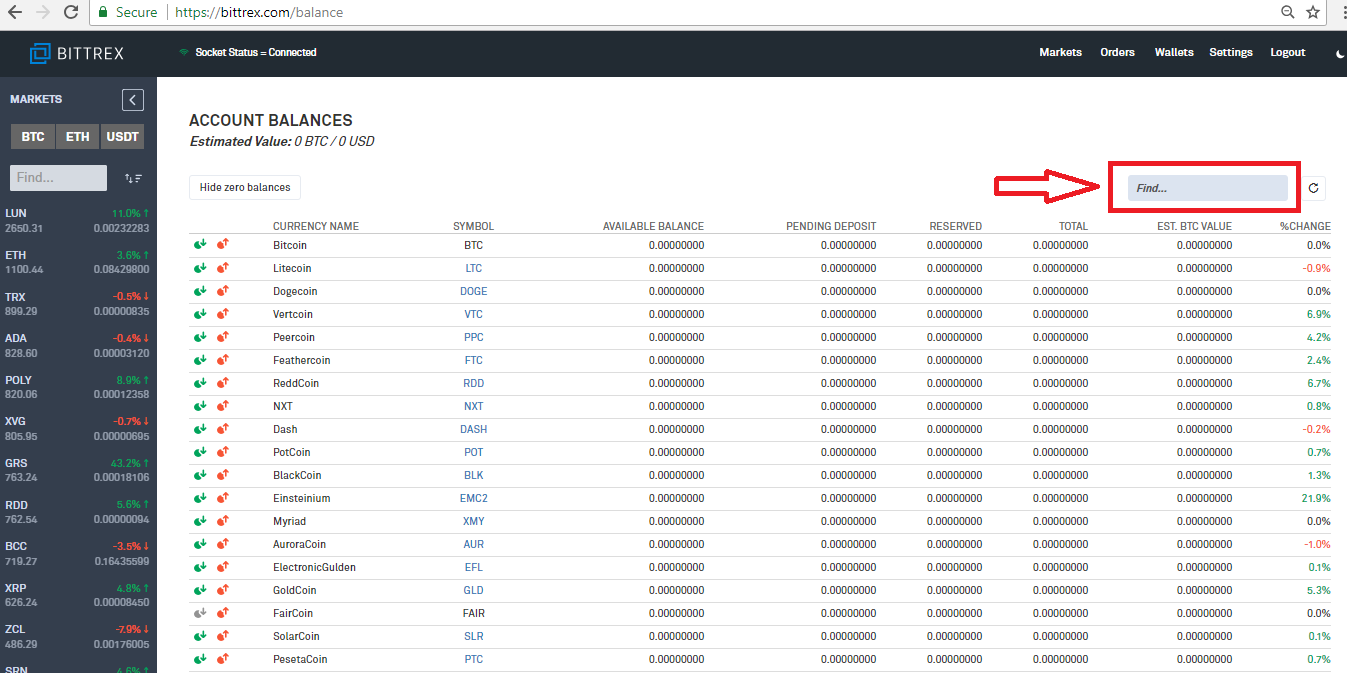 Secure https://bittrex.com/balance
BITTREX
Socket Status = Connected
Markets Orders Wallets Settings Logout
MARKETS
BTC ETH USDT
Find...
LUN 11.0% ↑
2650.31 0.00232283
ETH 3.6% ↑
1100.44 0.08429800
TRX -0.5% ↓
899.29 0.00000835
ADA -0.4% ↓
828.60 0.00003120
POLY 8.9% ↑
820.06 0.00012358
XVG -0.7% ↓
805.95 0.00000695
GRS 43.2% ↑
763.24 0.00018106
RDD 5.6% ↑
762.54 0.00000094
BCC -3.5% ↓
719.27 0.16435599
XRP 4.8% ↑
626.24 0.00008450
ZCL -7.9% ↓
486.29 0.00176005
SRN 4.6% ↑
ACCOUNT BALANCES
Estimated Value: 0 BTC / 0 USD
Hide zero balances
Find...
CURRENCY NAME SYMBOL AVAILABLE BALANCE PENDING DEPOSIT RESERVED TOTAL EST. BTC VALUE %CHANGE
Bitcoin BTC 0.00000000 0.00000000 0.00000000 0.00000000 0.00000000 0.0%
Litecoin LTC 0.00000000 0.00000000 0.00000000 0.00000000 0.00000000 -0.9%
Dogecoin DOGE 0.00000000 0.00000000 0.00000000 0.00000000 0.00000000 0.0%
Vertcoin VTC 0.00000000 0.00000000 0.00000000 0.00000000 0.00000000 6.9%
Peercoin PPC 0.00000000 0.00000000 0.00000000 0.00000000 0.00000000 4.2%
Feathercoin FTC 0.00000000 0.00000000 0.00000000 0.00000000 0.00000000 2.4%
ReddCoin RDD 0.00000000 0.00000000 0.00000000 0.00000000 0.00000000 6.7%
NXT NXT 0.00000000 0.00000000 0.00000000 0.00000000 0.00000000 0.8%
Dash DASH 0.00000000 0.00000000 0.00000000 0.00000000 0.00000000 -0.2%
PotCoin POT 0.00000000 0.00000000 0.00000000 0.00000000 0.00000000 0.7%
BlackCoin BLK 0.00000000 0.00000000 0.00000000 0.00000000 0.00000000 1.3%
Einsteinium EMC2 0.00000000 0.00000000 0.00000000 0.00000000 0.00000000 21.9%
Myriad XMY 0.00000000 0.00000000 0.00000000 0.00000000 0.00000000 0.0%
AuroraCoin AUR 0.00000000 0.00000000 0.00000000 0.00000000 0.00000000 -1.0%
ElectronicGulden EFL 0.00000000 0.00000000 0.00000000 0.00000000 0.00000000 0.1%
GoldCoin GLD 0.00000000 0.00000000 0.00000000 0.00000000 0.00000000 5.3%
FairCoin FAIR 0.00000000 0.00000000 0.00000000 0.00000000 0.00000000 0.0%
SolarCoin SLR 0.00000000 0.00000000 0.00000000 0.00000000 0.00000000 0.1%
PesetaCoin PTC 0.00000000 0.00000000 0.00000000 0.00000000 0.00000000 0.7%